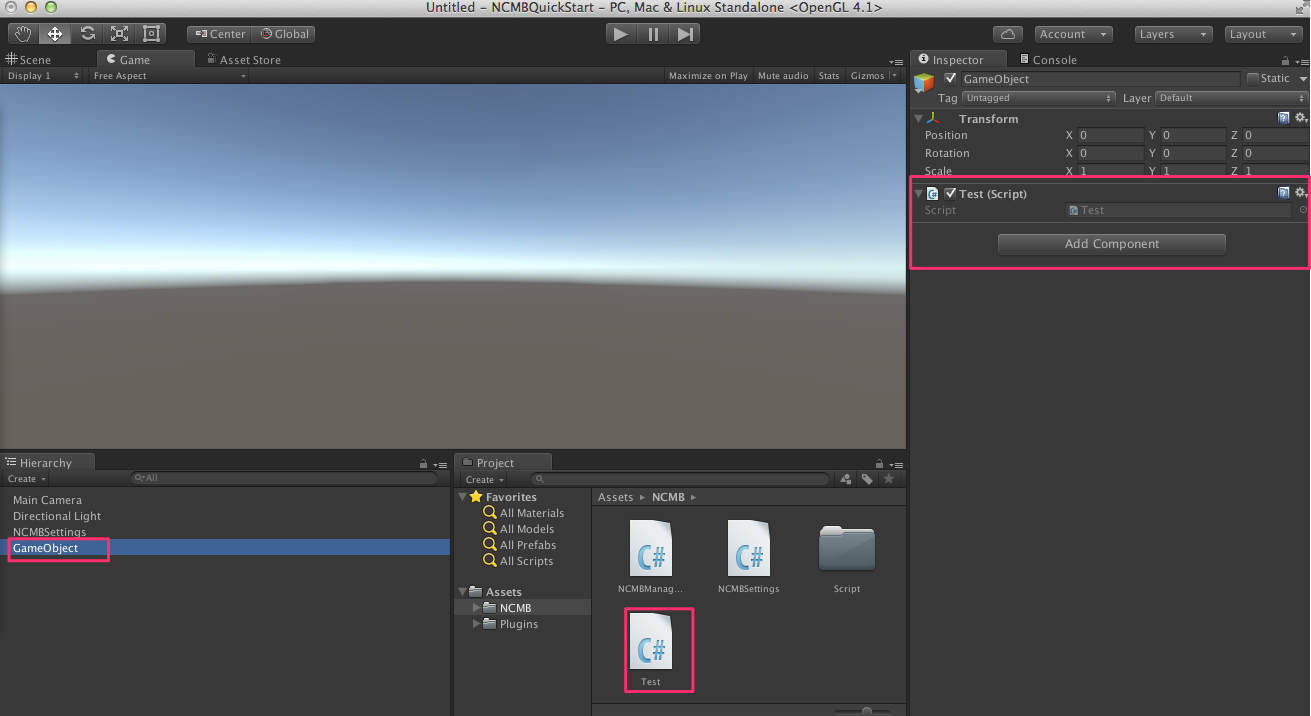 Untitled - NCMBQuickStart - PC, Mac & Linux Standalone <OpenGL 4.1>
Center Global Account Layers Layout
Scene Game Asset Store
Display 1 Free Aspect Maximize on Play Mute audio Stats Gizmos
Inspector Console
GameObject Static
Tag Untagged Layer Default
Transform
Position X 0 Y 0 Z 0
Rotation X 0 Y 0 Z 0
Scale X 1 Y 1 Z 1
C# Test (Script)
Script Test
Add Component
Hierarchy
Create All
Main Camera
Directional Light
NCMBSettings
GameObject
Project
Create
Favorites
All Materials
All Models
All Prefabs
All Scripts
Assets
NCMB
Plugins
Assets NCMB
C# C#
NCMBManag... NCMBSettings Script
C#
Test